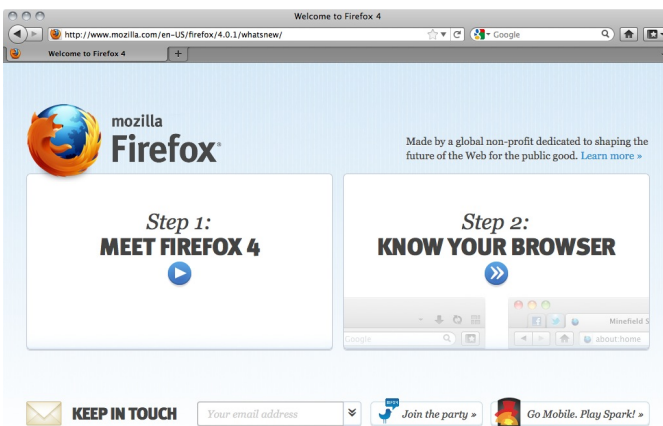 Welcome to Firefox 4
http://www.mozilla.com/en-US/firefox/4.0.1/whatsnew/
Google
Welcome to Firefox 4
mozilla
Firefox
Made by a global non-profit dedicated to shaping the
future of the Web for the public good. Learn more »
Step 1:
MEET FIREFOX 4
Step 2:
KNOW YOUR BROWSER
Google
Minefield S
about:home
KEEP IN TOUCH
Your email address
Join the party »
Go Mobile. Play Spark! »